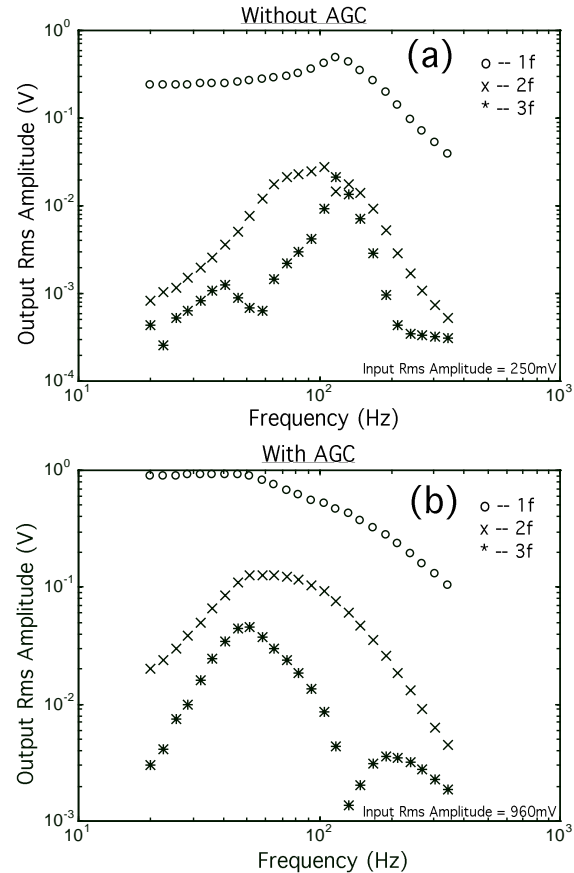 Without AGC
(a)
o -- 1f
x -- 2f
* -- 3f
Output Rms Amplitude (V)
10^0
10^-1
10^-2
10^-3
10^-4
Input Rms Amplitude = 250mV
10^1
10^2
10^3
Frequency (Hz)
With AGC
(b)
o -- 1f
x -- 2f
* -- 3f
Output Rms Amplitude (V)
10^0
10^-1
10^-2
10^-3
Input Rms Amplitude = 960mV
10^1
10^2
10^3
Frequency (Hz)